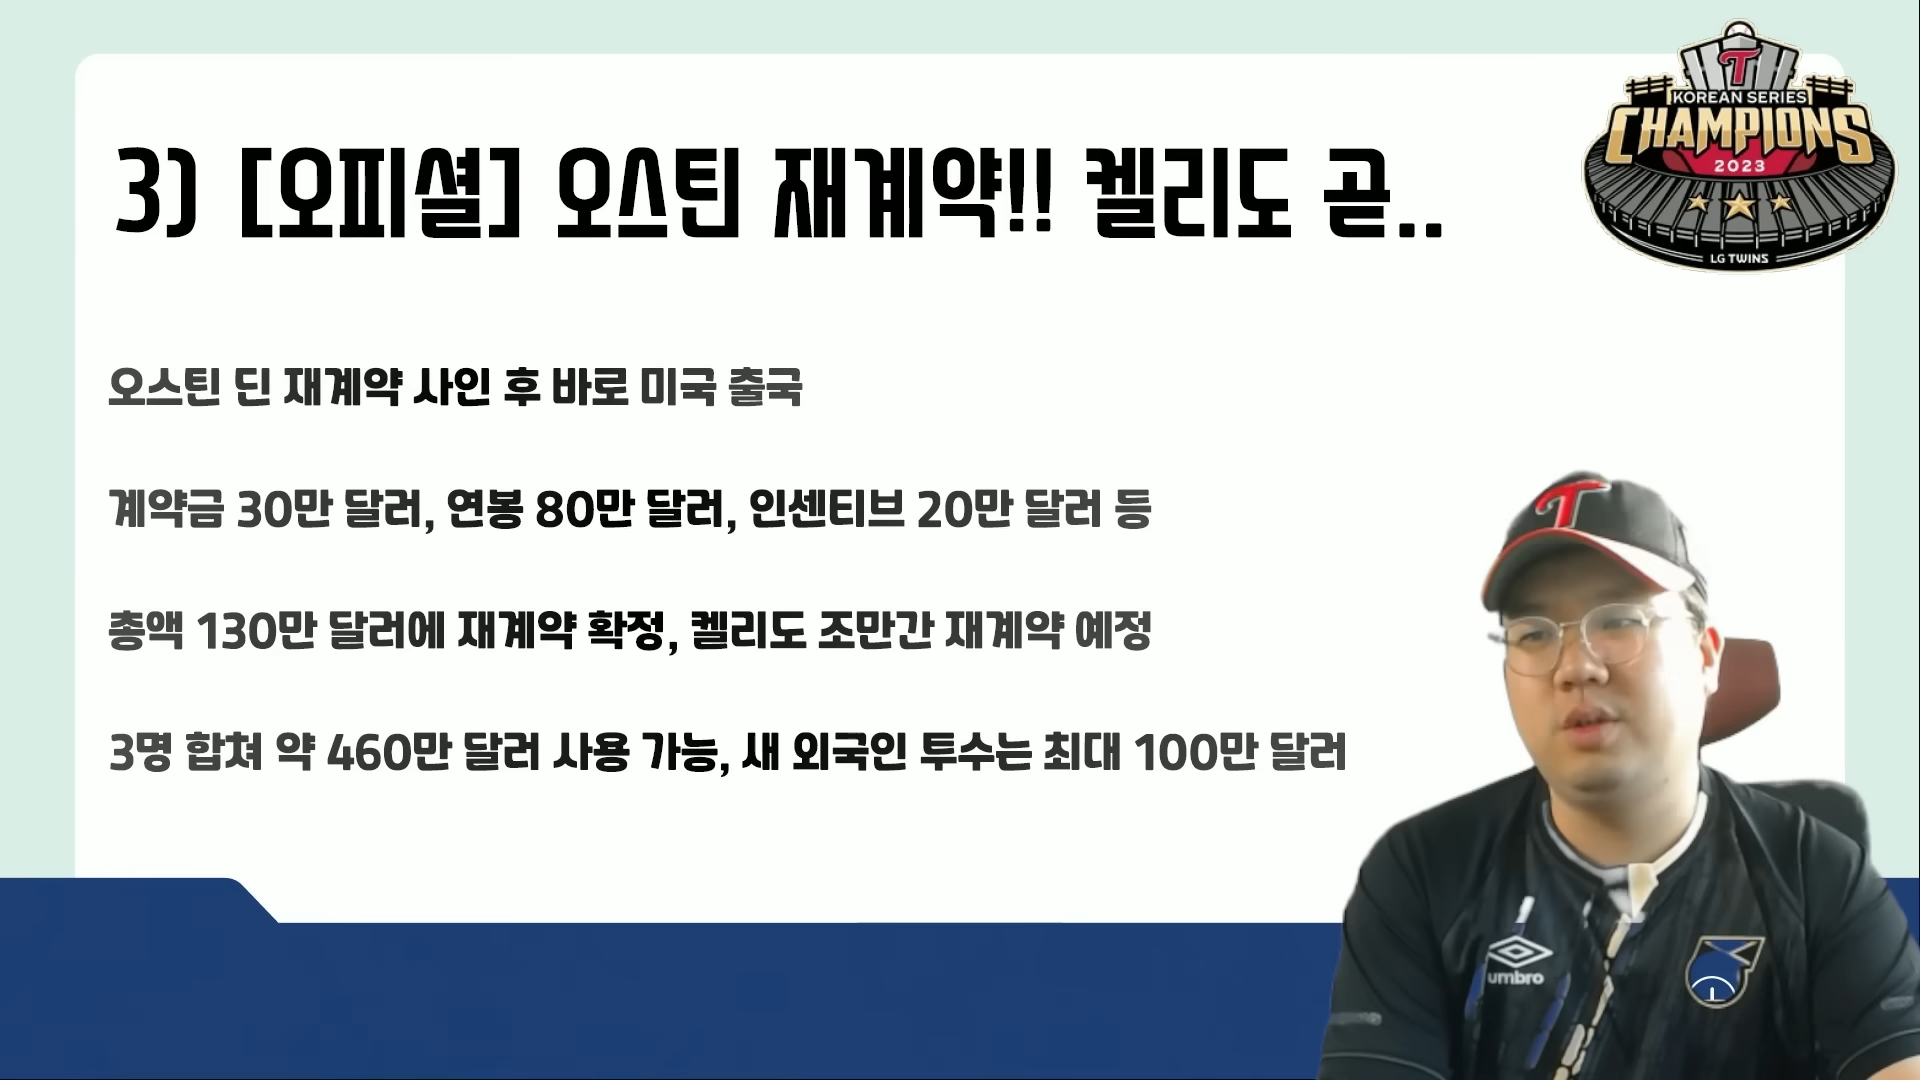 3) [오피셜] 오스틴 재계약!! 켈리도 곧..
T
KOREAN SERIES
CHAMPIONS
2023
LG TWINS
오스틴 딘 재계약 사인 후 바로 미국 출국
계약금 30만 달러, 연봉 80만 달러, 인센티브 20만 달러 등
총액 130만 달러에 재계약 확정, 켈리도 조만간 재계약 예정
3명 합쳐 약 460만 달러 사용 가능, 새 외국인 투수는 최대 100만 달러
T
umbro